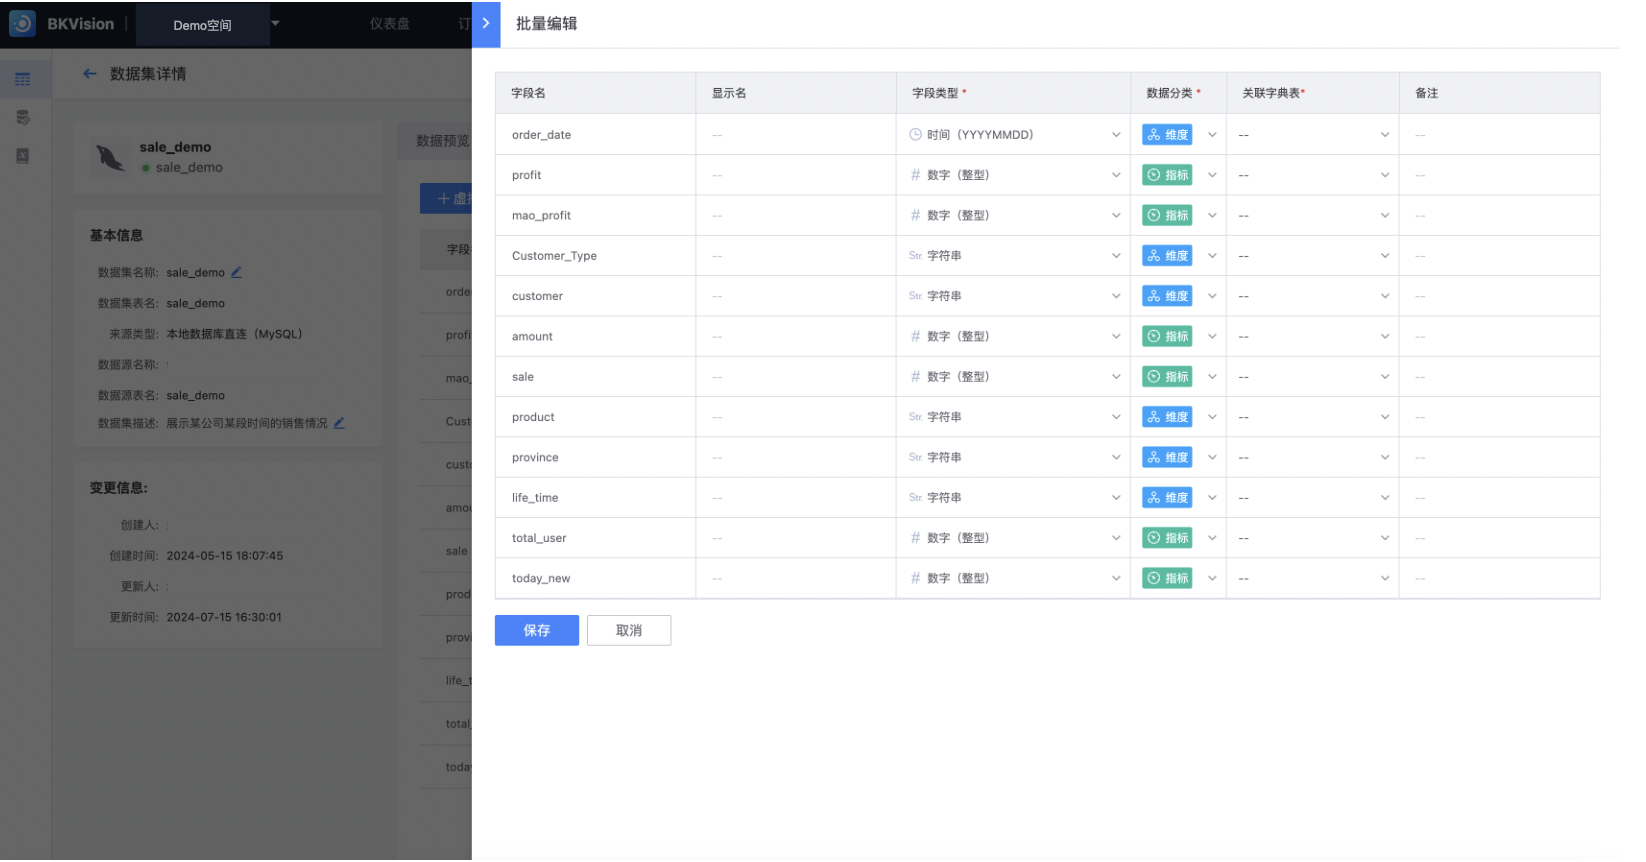 BKVision
Demo空间
仪表盘
订
批量编辑
数据集详情
sale_demo
sale_demo
基本信息
数据集名称: sale_demo
数据集表名: sale_demo
来源类型: 本地数据库直连（MySQL）
数据源名称:
数据源表名: sale_demo
数据集描述: 展示某公司某段时间的销售情况
变更信息:
创建人:
创建时间: 2024-05-15 18:07:45
更新人:
更新时间: 2024-07-15 16:30:01
数据预览
字段
orde
profi
mao_
Cust
custo
amou
sale
prod
provi
life_t
total_
today
字段名 显示名 字段类型 * 数据分类 * 关联字典表* 备注
order_date -- 时间（YYYYMMDD） 维度 -- --
profit -- # 数字（整型） 指标 -- --
mao_profit -- # 数字（整型） 指标 -- --
Customer_Type -- Str. 字符串 维度 -- --
customer -- Str. 字符串 维度 -- --
amount -- # 数字（整型） 指标 -- --
sale -- # 数字（整型） 指标 -- --
product -- Str. 字符串 维度 -- --
province -- Str. 字符串 维度 -- --
life_time -- Str. 字符串 维度 -- --
total_user -- # 数字（整型） 指标 -- --
today_new -- # 数字（整型） 指标 -- --
保存 取消